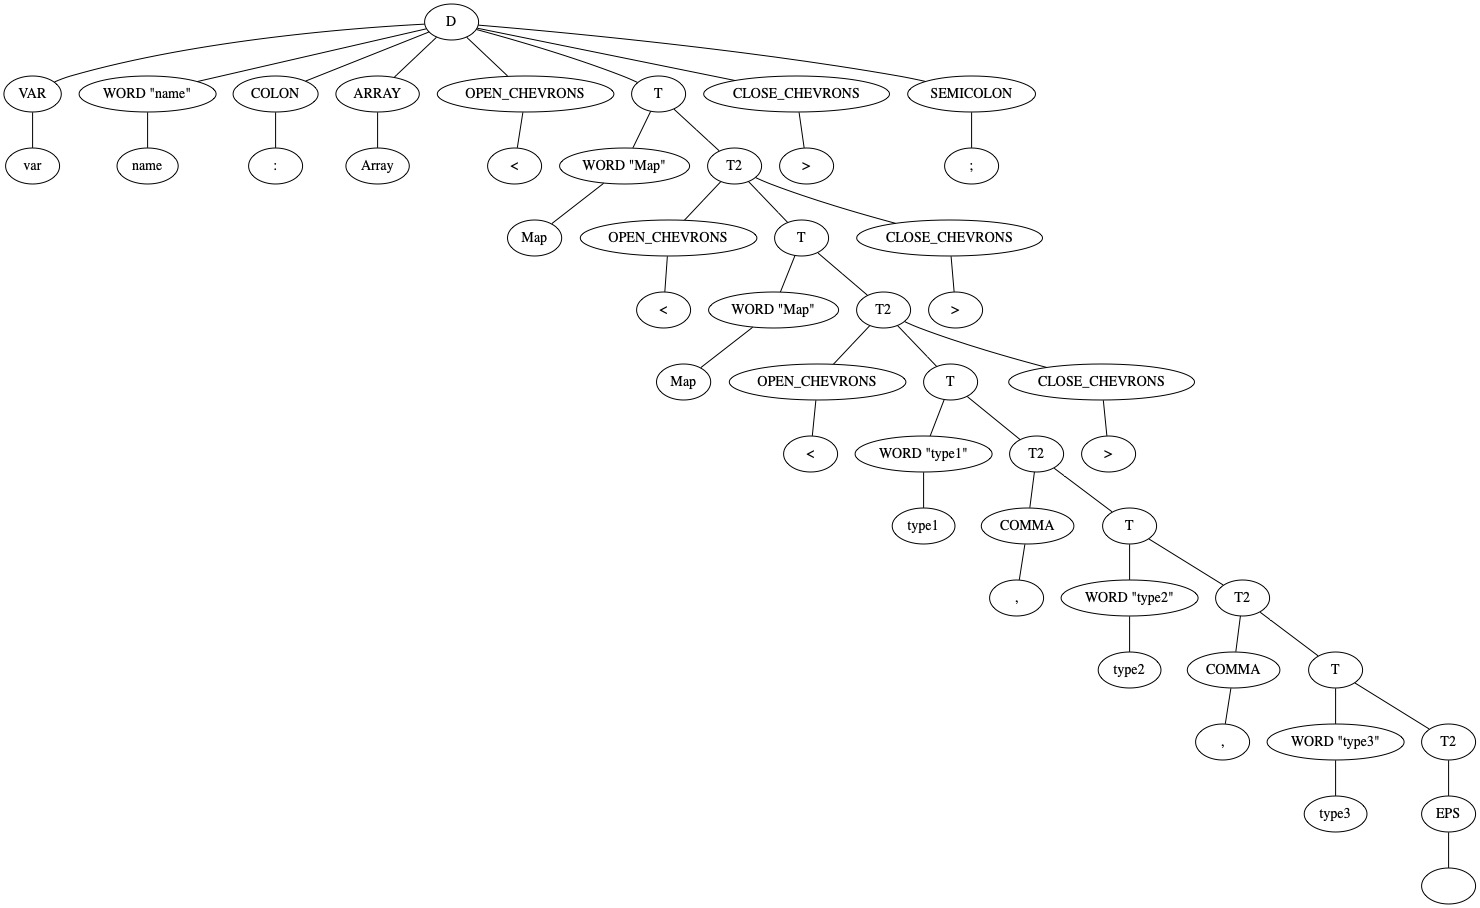 D
VAR WORD "name" COLON ARRAY OPEN_CHEVRONS T CLOSE_CHEVRONS SEMICOLON
var name : Array < WORD "Map" T2 > ;
Map OPEN_CHEVRONS T CLOSE_CHEVRONS
< WORD "Map" T2 >
Map OPEN_CHEVRONS T CLOSE_CHEVRONS
< WORD "type1" T2 >
type1 COMMA T
, WORD "type2" T2
type2 COMMA T
, WORD "type3" T2
type3 EPS